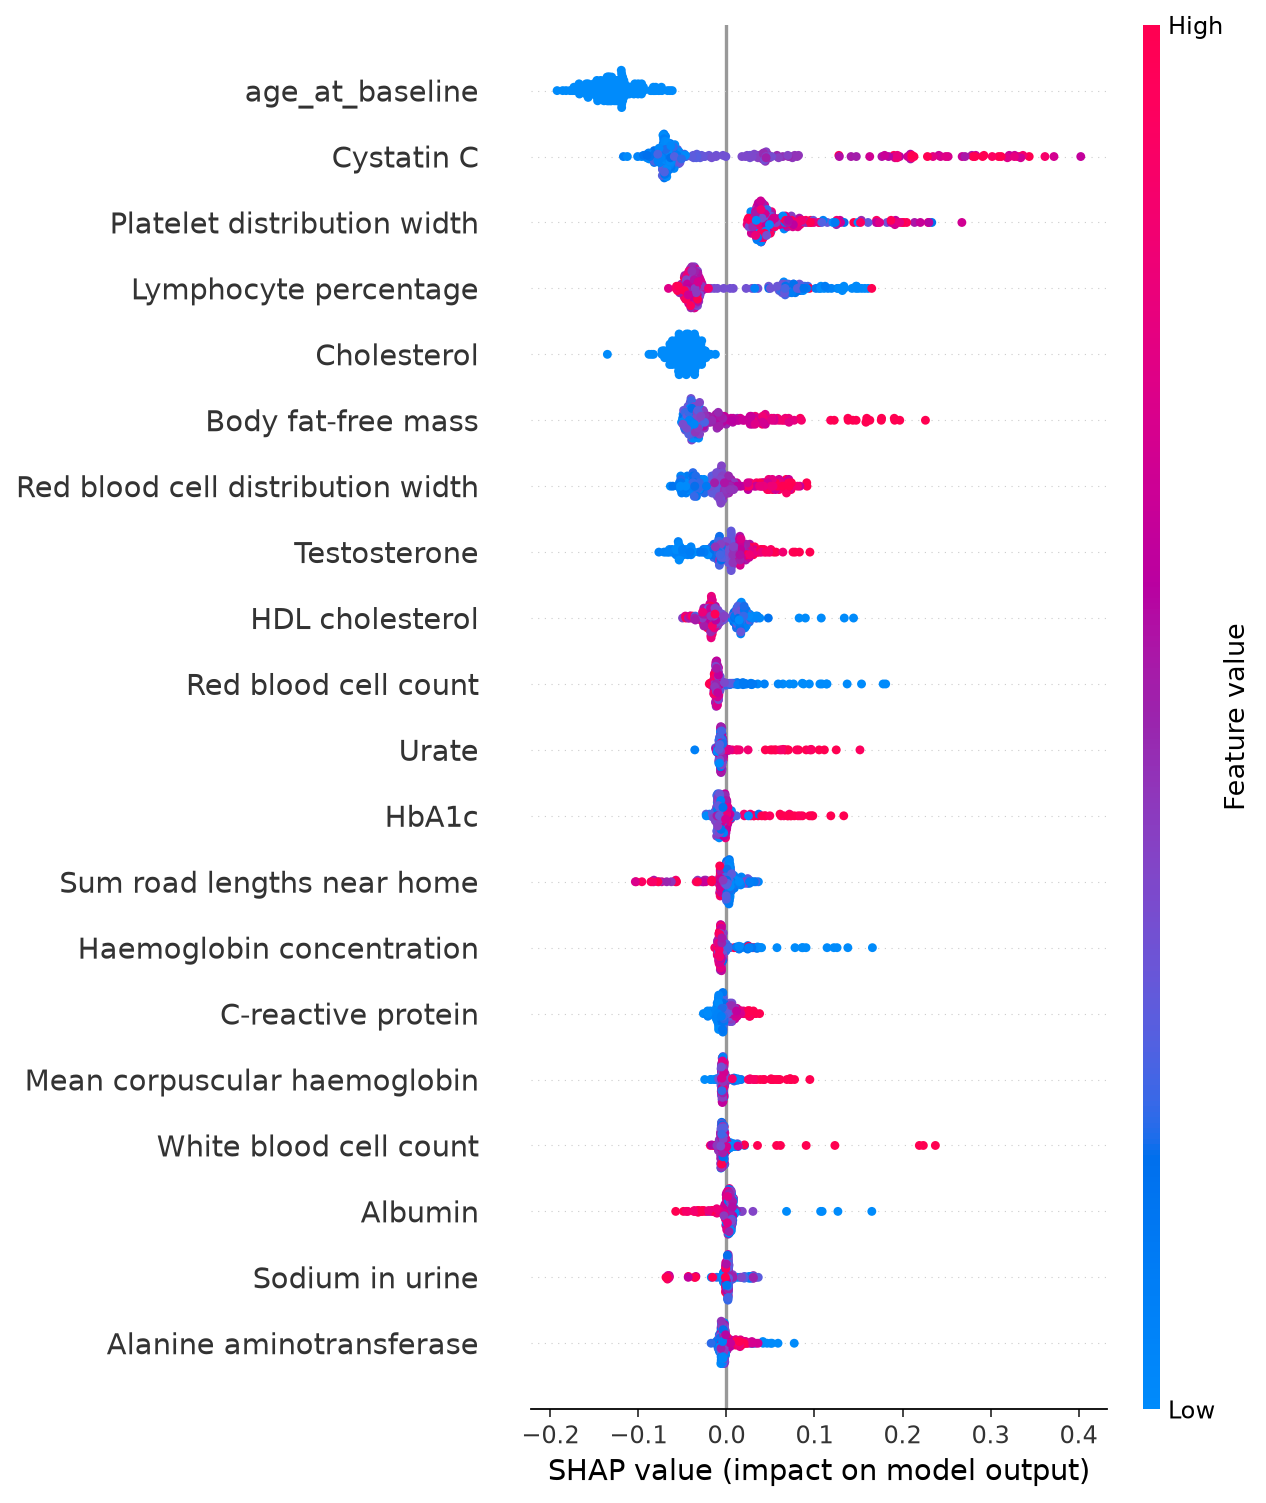 High
age_at_baseline
Cystatin C
Platelet distribution width
Lymphocyte percentage
Cholesterol
Body fat-free mass
Red blood cell distribution width
Testosterone
HDL cholesterol
Red blood cell count
Urate
HbA1c
Sum road lengths near home
Haemoglobin concentration
C-reactive protein
Mean corpuscular haemoglobin
White blood cell count
Albumin
Sodium in urine
Alanine aminotransferase
Feature value
Low
−0.2 −0.1 0.0 0.1 0.2 0.3 0.4
SHAP value (impact on model output)